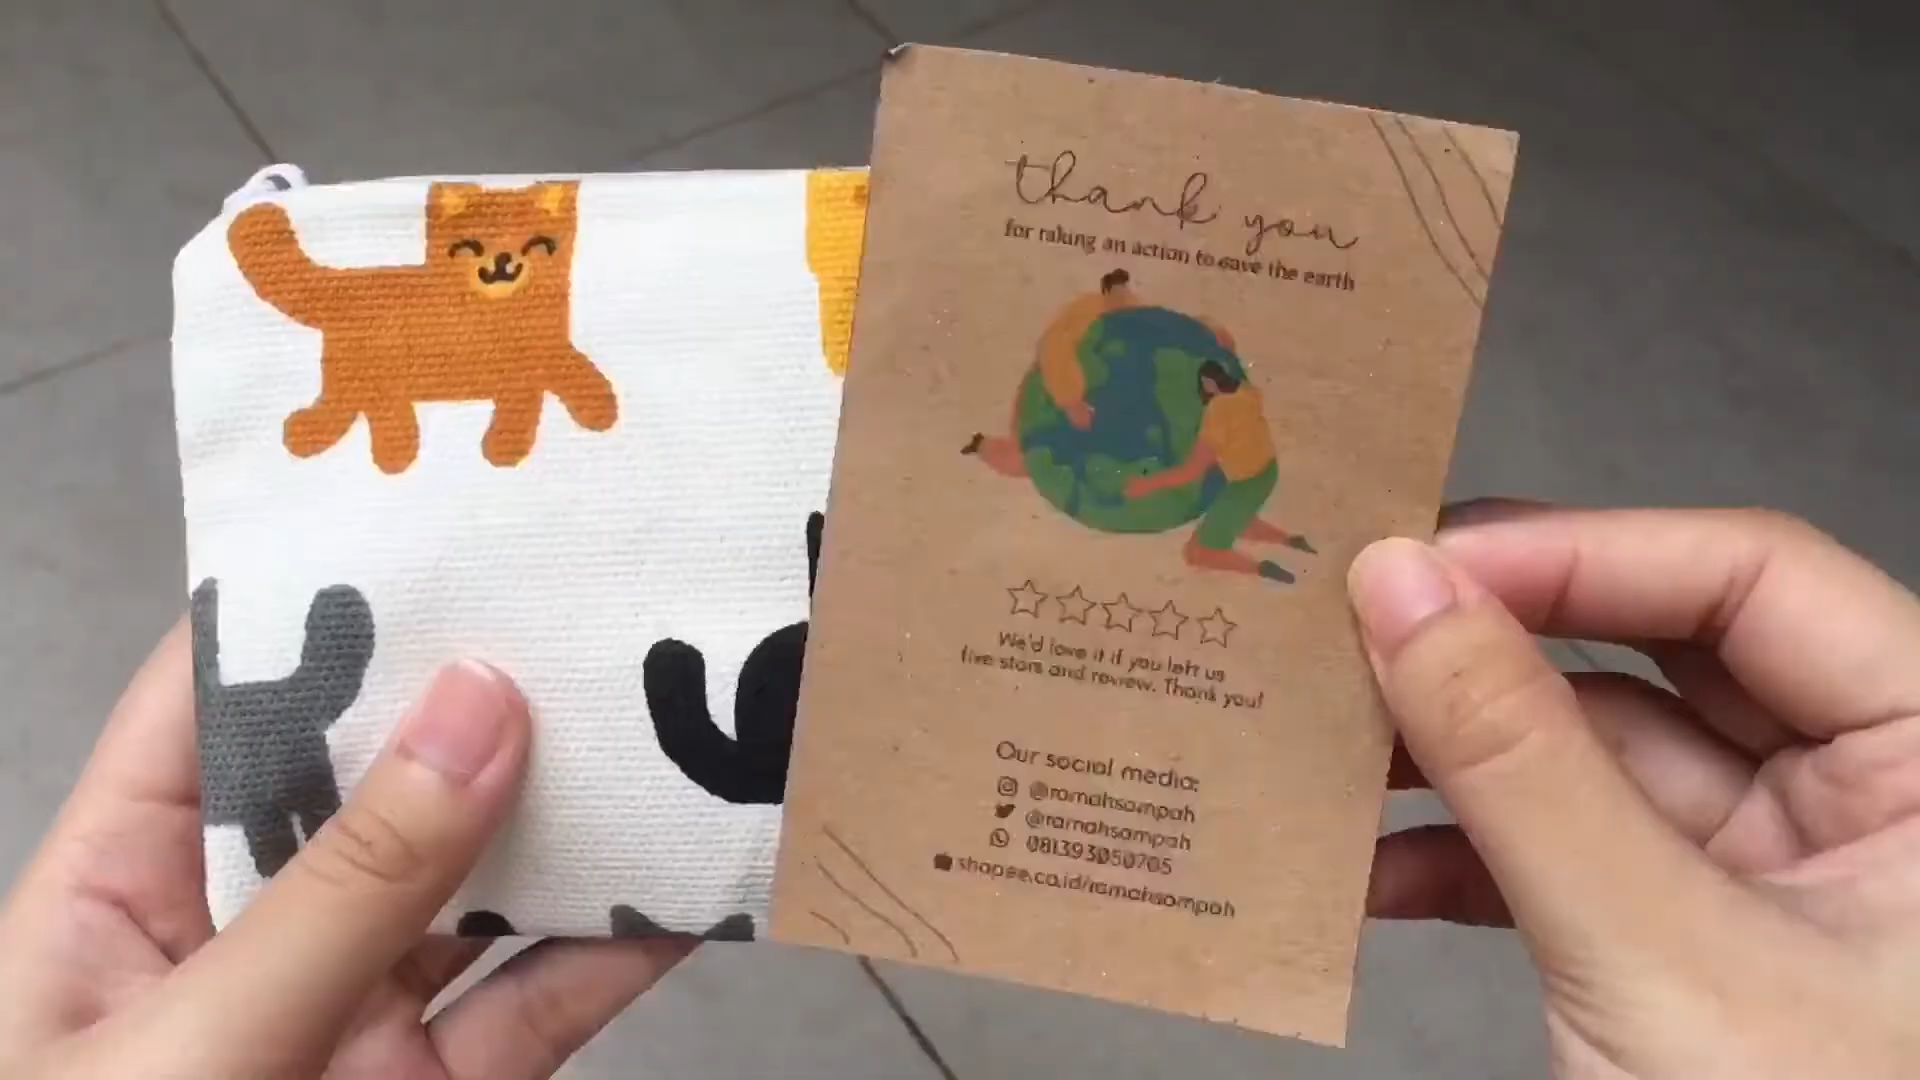 thank you
for raking an action to save the earth
We'd love it if you left us
five stars and review. Thank you!
Our social media:
@ramahsampah
@ramahsampah
081393050705
shopee.co.id/ramahsampah